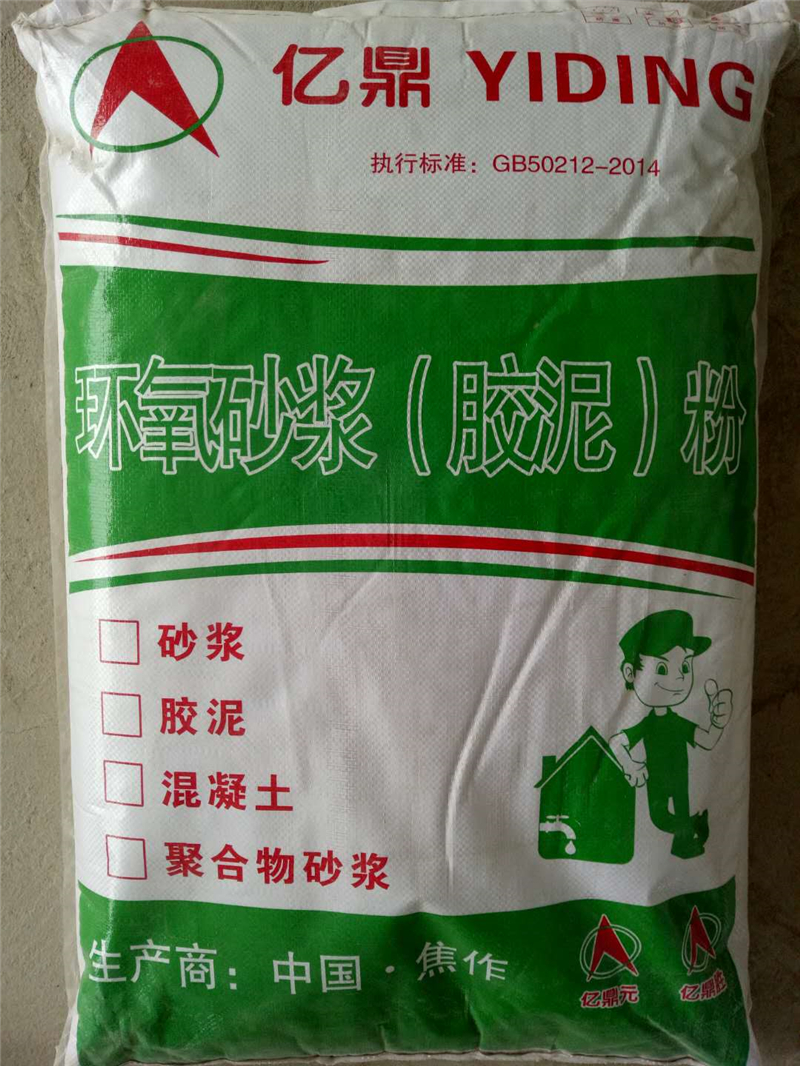 亿鼎 YIDING
执行标准：GB50212-2014
环氧砂浆（胶泥）粉
砂浆
胶泥
混凝土
聚合物砂浆
生产商：中国·焦作
亿鼎元
亿鼎